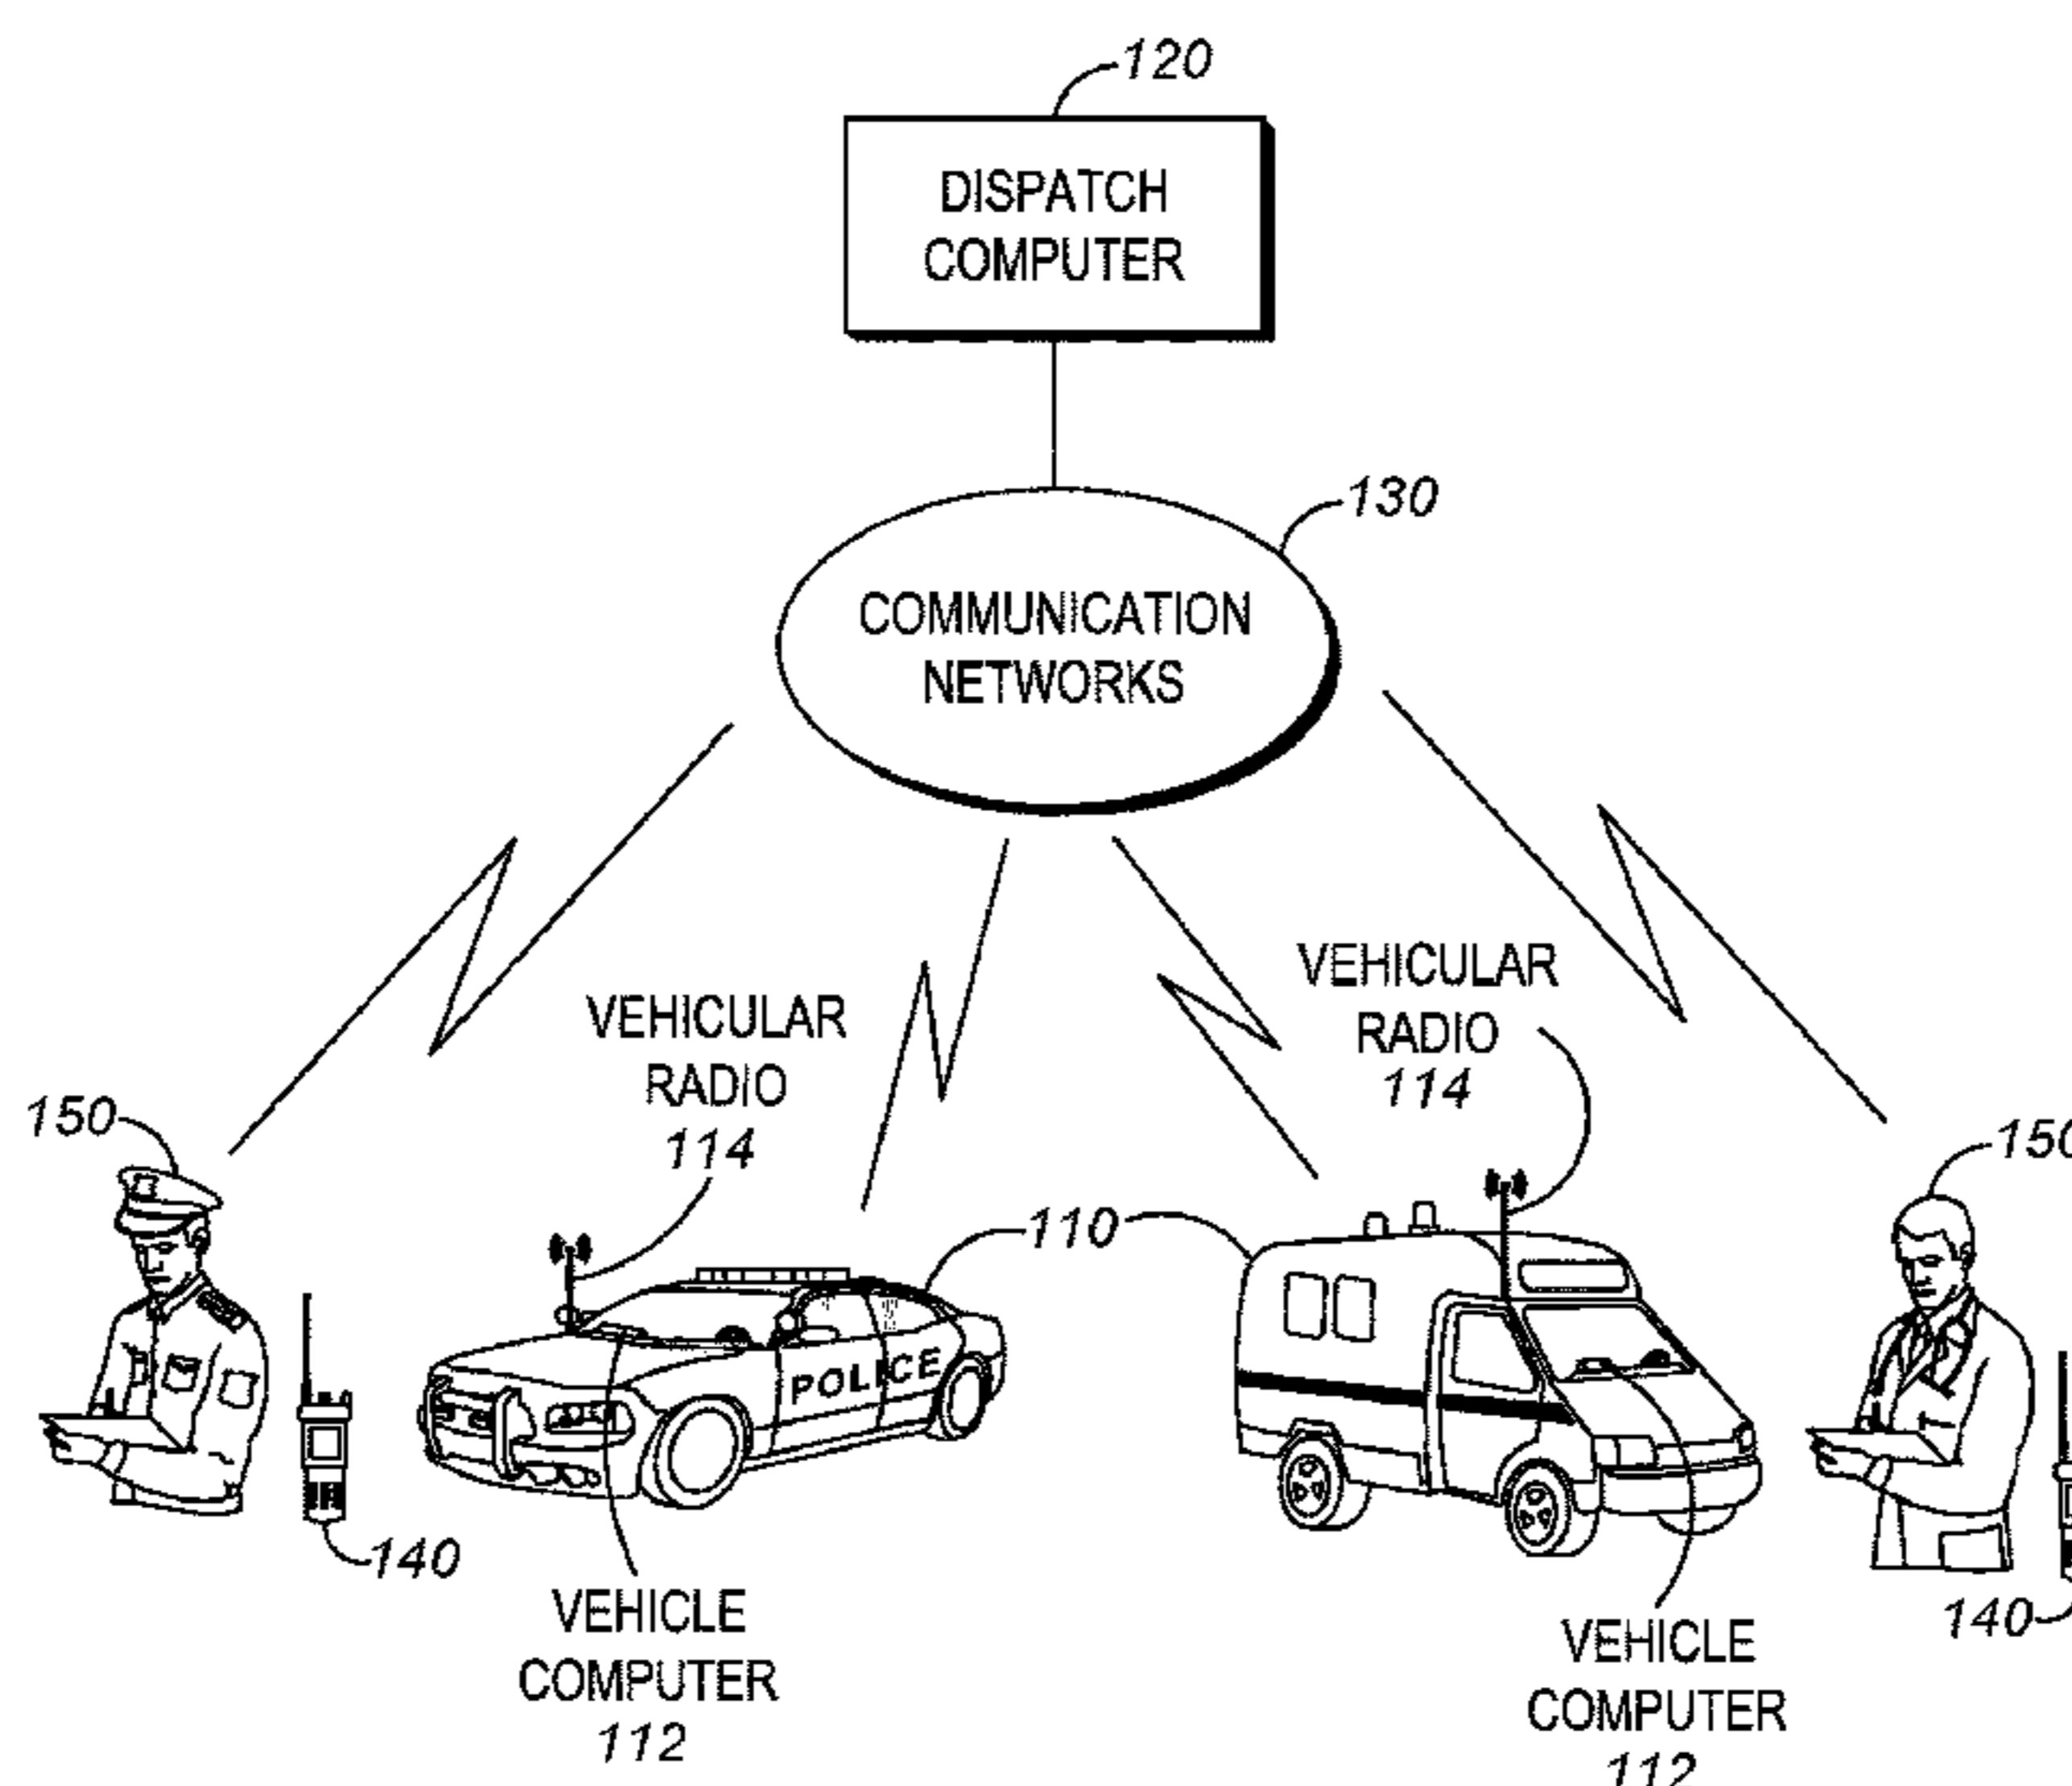 120
DISPATCH
COMPUTER
130
COMMUNICATION
NETWORKS
VEHICULAR
RADIO
114
VEHICULAR
RADIO
114
150
150
110
POLICE
140
140
VEHICLE
COMPUTER
112
VEHICLE
COMPUTER
112